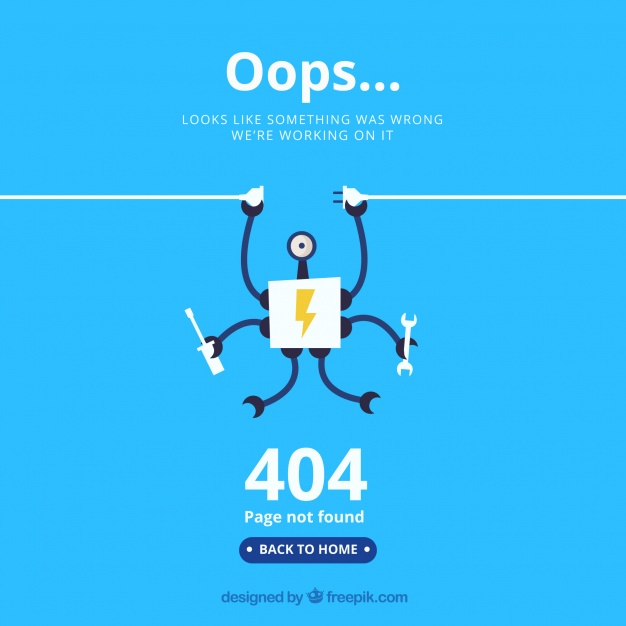 Oops...
LOOKS LIKE SOMETHING WAS WRONG
WE'RE WORKING ON IT
404
Page not found
BACK TO HOME
designed by freepik.com